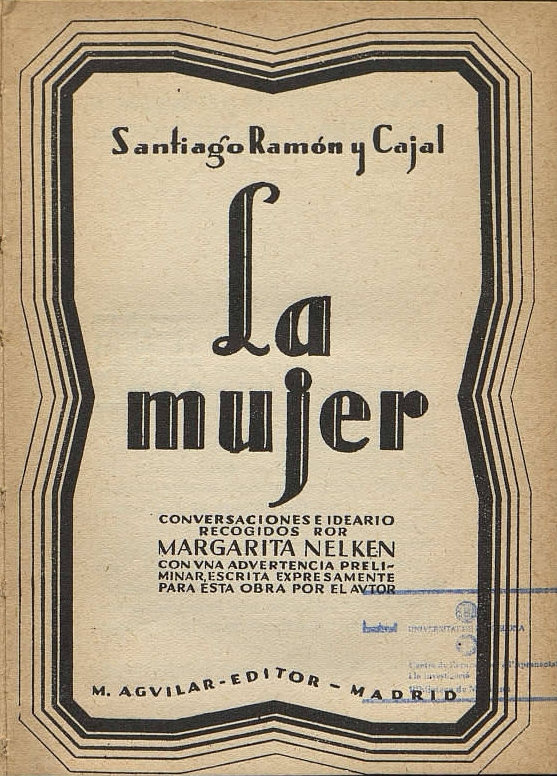 Santiago Ramón y Cajal
La
mujer
CONVERSACIONES E IDEARIO
RECOGIDOS ROR
MARGARITA NELKEN
CON VNA ADVERTENCIA PRELI-
MINAR, ESCRITA EXPRESAMENTE
PARA ESTA OBRA POR EL AVTOR
M. AGVILAR-EDITOR - MADRID